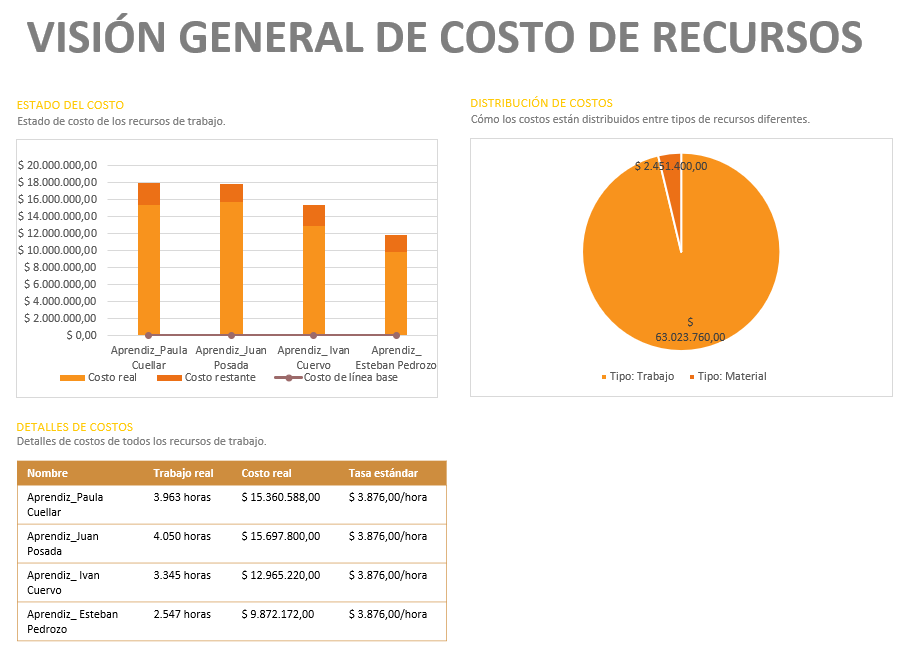 VISIÓN GENERAL DE COSTO DE RECURSOS
ESTADO DEL COSTO
Estado de costo de los recursos de trabajo.
$ 20.000.000,00
$ 18.000.000,00
$ 16.000.000,00
$ 14.000.000,00
$ 12.000.000,00
$ 10.000.000,00
$ 8.000.000,00
$ 6.000.000,00
$ 4.000.000,00
$ 2.000.000,00
$ 0,00
Aprendiz_Paula Cuellar
Aprendiz_Juan Posada
Aprendiz_ Ivan Cuervo
Aprendiz_ Esteban Pedrozo
Costo real Costo restante Costo de línea base
DISTRIBUCIÓN DE COSTOS
Cómo los costos están distribuidos entre tipos de recursos diferentes.
$ 2.451.400,00
$
63.023.760,00
Tipo: Trabajo Tipo: Material
DETALLES DE COSTOS
Detalles de costos de todos los recursos de trabajo.
Nombre Trabajo real Costo real Tasa estándar
Aprendiz_Paula Cuellar 3.963 horas $ 15.360.588,00 $ 3.876,00/hora
Aprendiz_Juan Posada 4.050 horas $ 15.697.800,00 $ 3.876,00/hora
Aprendiz_ Ivan Cuervo 3.345 horas $ 12.965.220,00 $ 3.876,00/hora
Aprendiz_ Esteban Pedrozo 2.547 horas $ 9.872.172,00 $ 3.876,00/hora